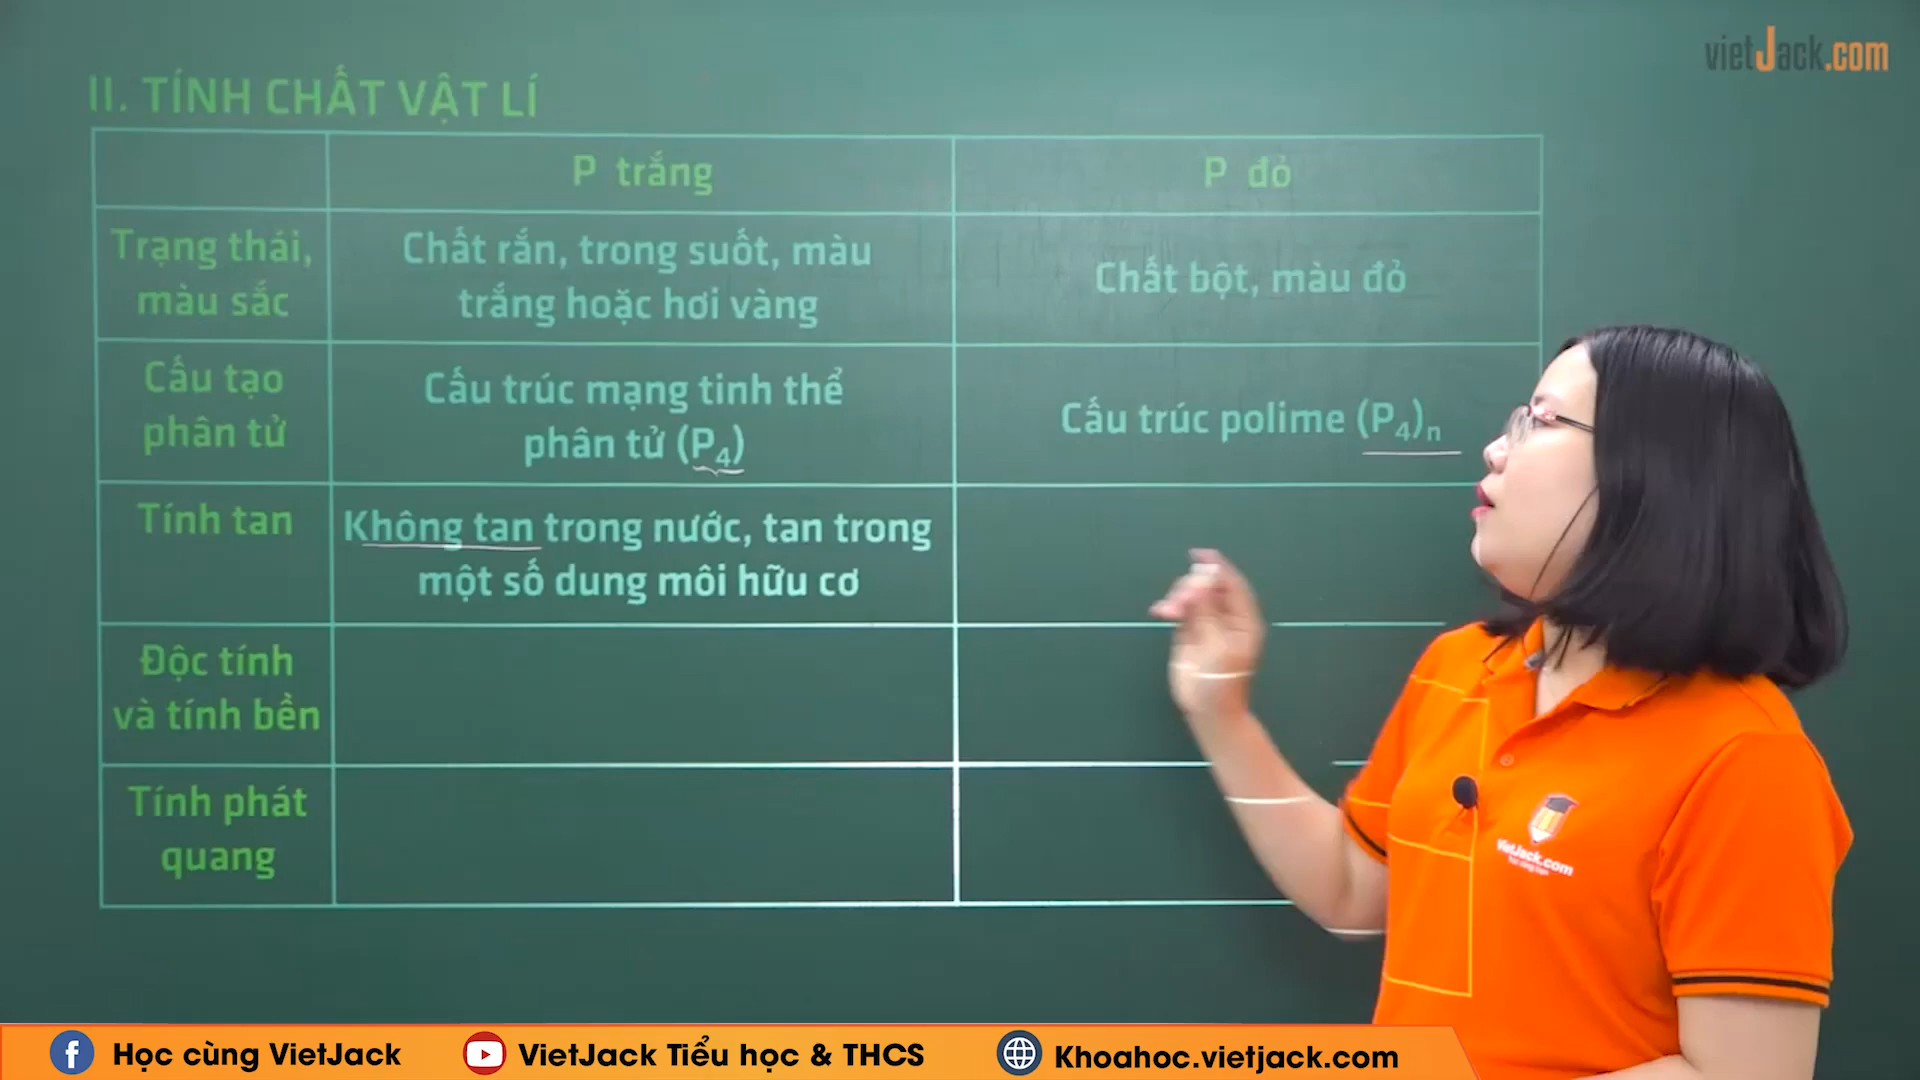 vietJack.com
II. TÍNH CHẤT VẬT LÍ
P trắng
P đỏ
Trạng thái,
màu sắc
Chất rắn, trong suốt, màu
trắng hoặc hơi vàng
Chất bột, màu đỏ
Cấu tạo
phân tử
Cấu trúc mạng tinh thể
phân tử (P₄)
Cấu trúc polime (P₄)ₙ
Tính tan
Không tan trong nước, tan trong
một số dung môi hữu cơ
Độc tính
và tính bền
Tính phát
quang
VietJack.com
Học cùng VietJack
VietJack Tiểu học & THCS
Khoahoc.vietjack.com